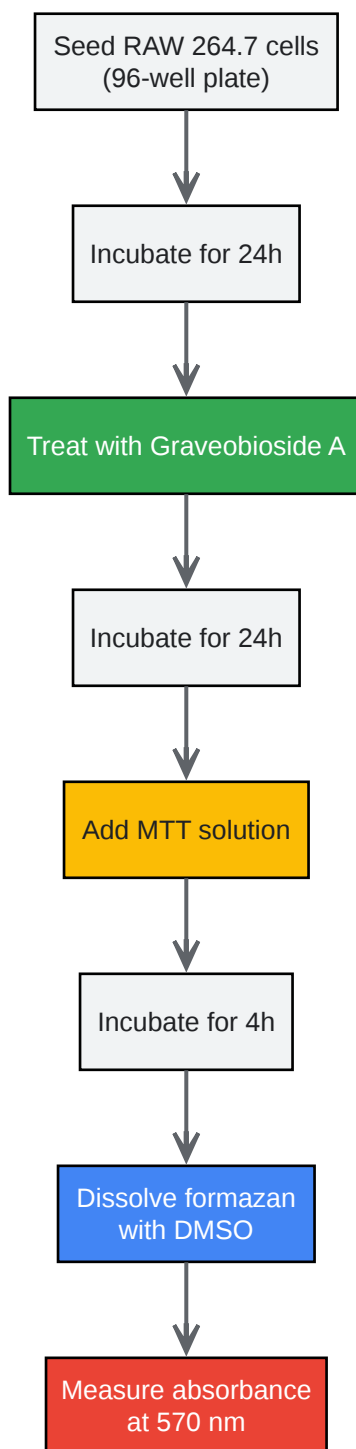 Seed RAW 264.7 cells
(96-well plate)
Incubate for 24h
Treat with Graveobioside A
Incubate for 24h
Add MTT solution
Incubate for 4h
Dissolve formazan
with DMSO
Measure absorbance
at 570 nm